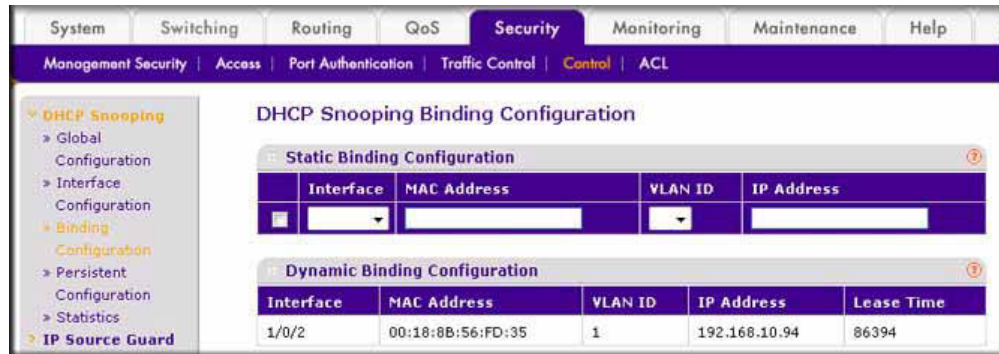 System Switching Routing QoS Security Monitoring Maintenance Help
Management Security | Access | Port Authentication | Traffic Control | Control | ACL
DHCP Snooping
» Global
Configuration
» Interface
Configuration
» Binding
Configuration
» Persistent
Configuration
» Statistics
IP Source Guard
DHCP Snooping Binding Configuration
Static Binding Configuration
Interface MAC Address VLAN ID IP Address
Dynamic Binding Configuration
Interface MAC Address VLAN ID IP Address Lease Time
1/0/2 00:18:8B:56:FD:35 1 192.168.10.94 86394